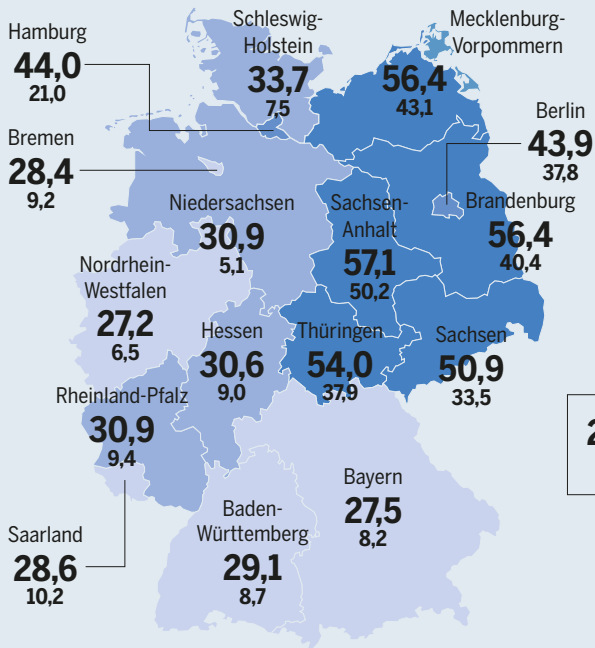 Hamburg
44,0
21,0
Schleswig-
Holstein
33,7
7,5
Mecklenburg-
Vorpommern
56,4
43,1
Berlin
43,9
37,8
Bremen
28,4
9,2
Niedersachsen
30,9
5,1
Sachsen-
Anhalt
57,1
50,2
Brandenburg
56,4
40,4
Nordrhein-
Westfalen
27,2
6,5
Hessen
30,6
9,0
Thüringen
54,0
37,9
Sachsen
50,9
33,5
Rheinland-Pfalz
30,9
9,4
2
Saarland
28,6
10,2
Baden-
Württemberg
29,1
8,7
Bayern
27,5
8,2